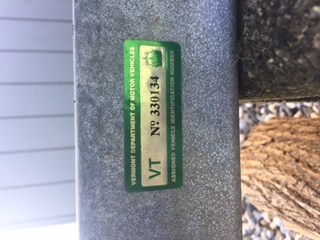 VERMONT DEPARTMENT OF MOTOR VEHICLES
VT Nº 330134
ASSIGNED VEHICLE IDENTIFICATION NUMBER